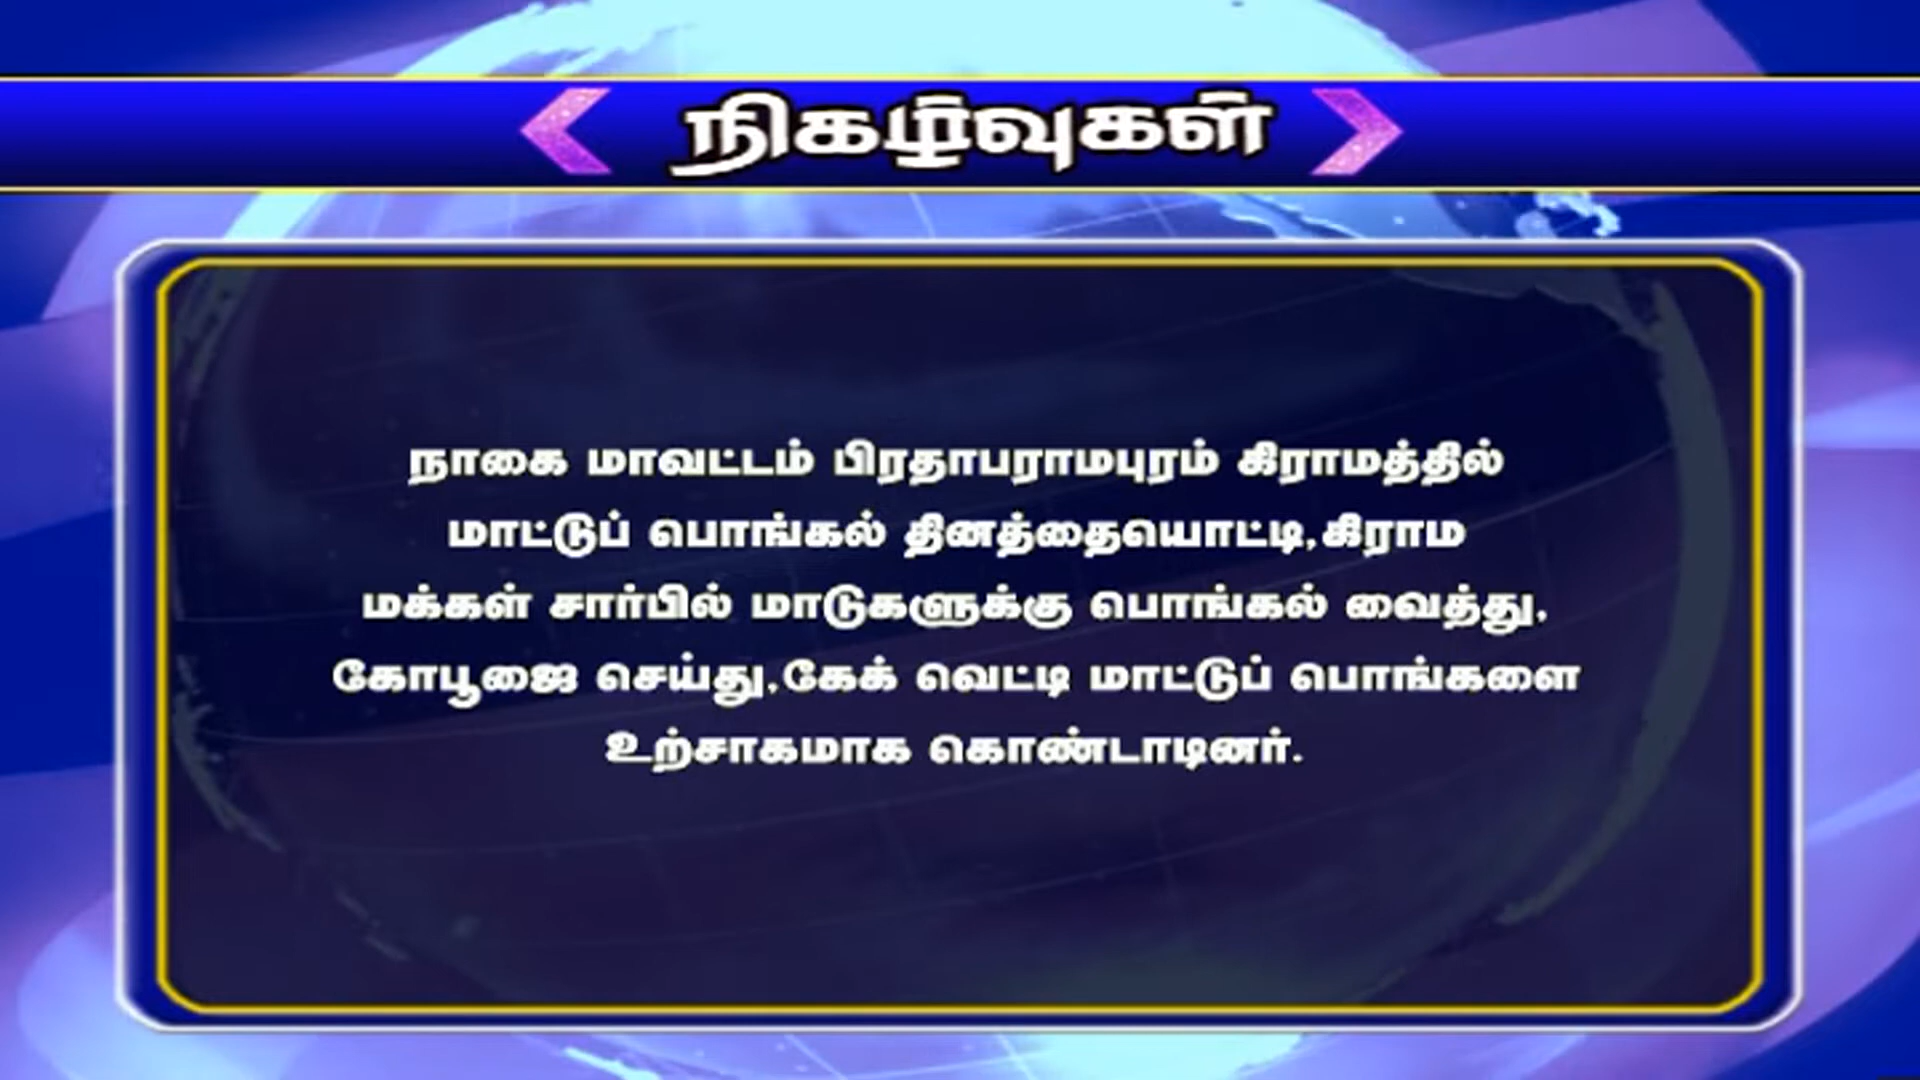 நிகழ்வுகள்
நாகை மாவட்டம் பிரதாபராமபுரம் கிராமத்தில்
மாட்டுப் பொங்கல் தினத்தையொட்டி,கிராம
மக்கள் சார்பில் மாடுகளுக்கு பொங்கல் வைத்து,
கோபூஜை செய்து,கேக் வெட்டி மாட்டுப் பொங்களை
உற்சாகமாக கொண்டாடினர்.